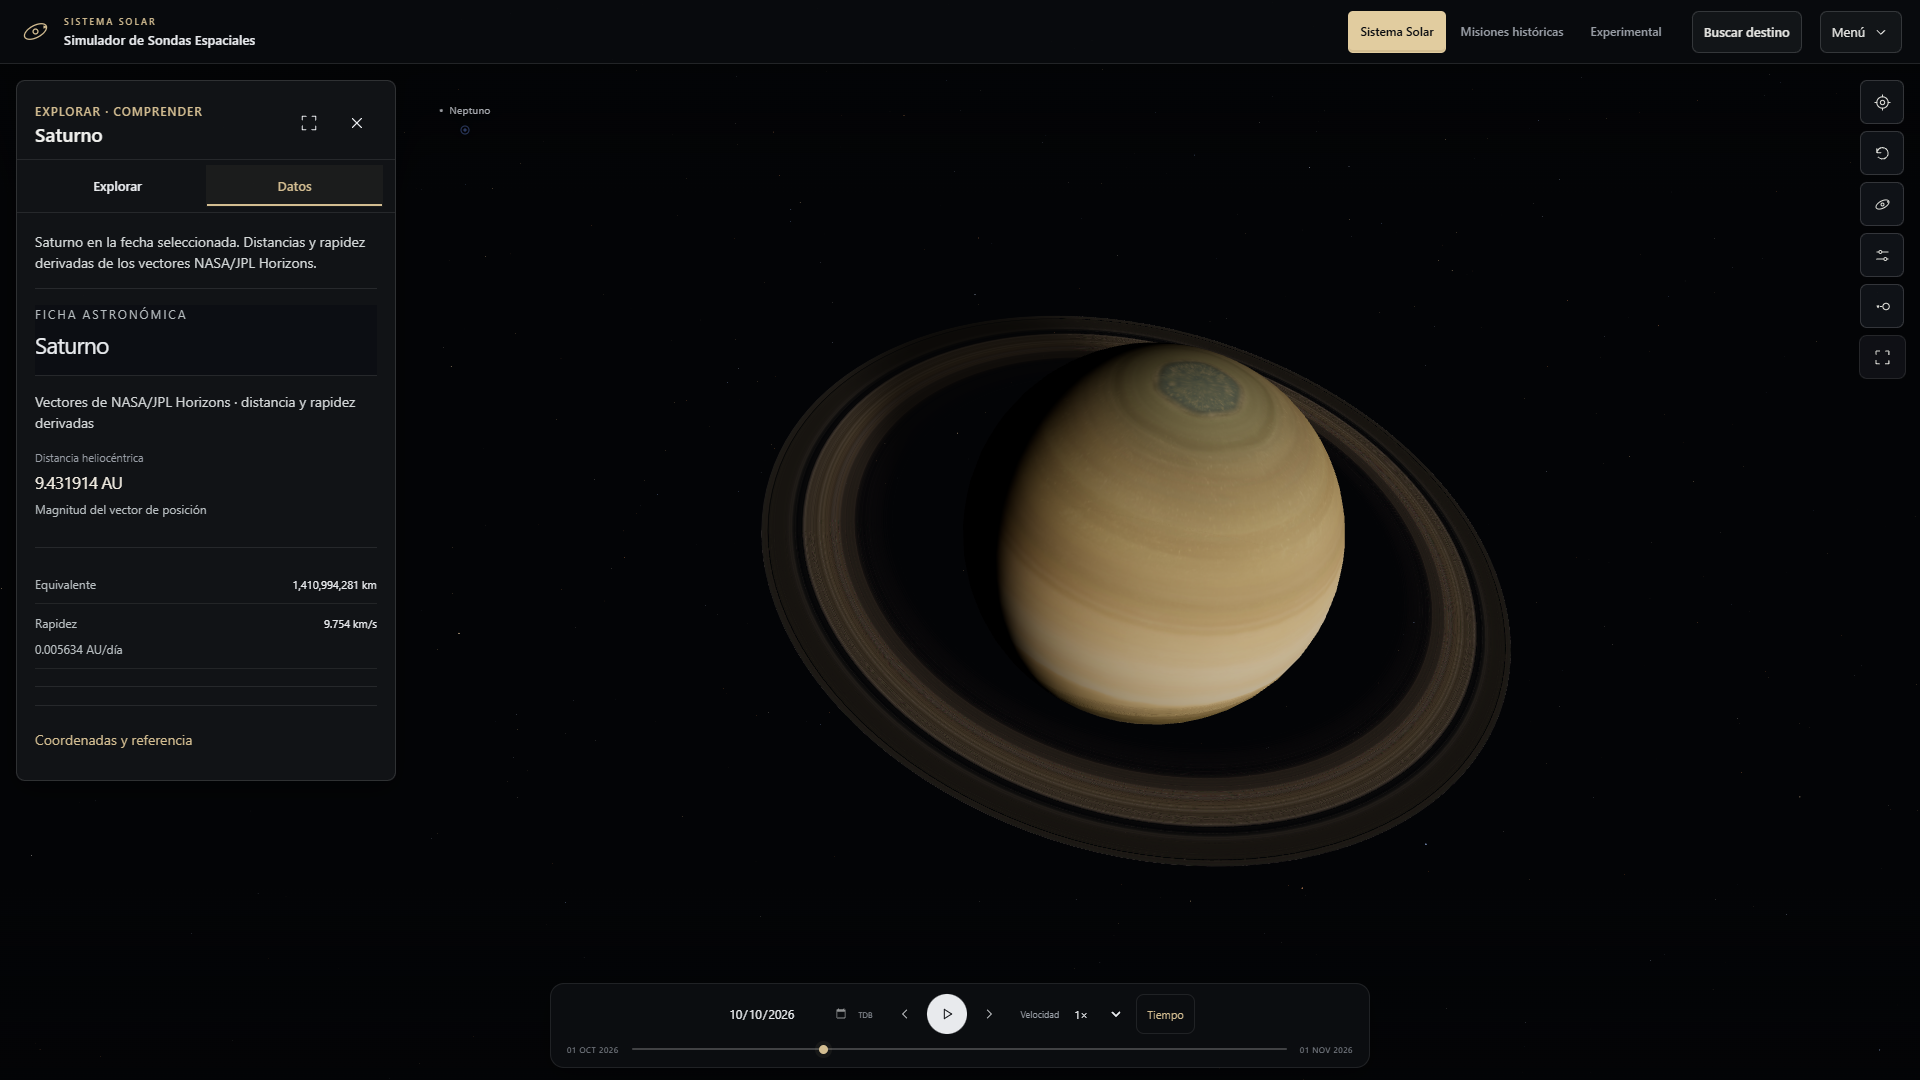 SISTEMA SOLAR
Simulador de Sondas Espaciales
Sistema Solar
Misiones históricas
Experimental
Buscar destino
Menú
EXPLORAR · COMPRENDER
Saturno
Explorar
Datos
Saturno en la fecha seleccionada. Distancias y rapidez
derivadas de los vectores NASA/JPL Horizons.
FICHA ASTRONÓMICA
Saturno
Vectores de NASA/JPL Horizons · distancia y rapidez
derivadas
Distancia heliocéntrica
9.431914 AU
Magnitud del vector de posición
Equivalente
1,410,994,281 km
Rapidez
9.754 km/s
0.005634 AU/día
Coordenadas y referencia
Neptuno
10/10/2026
TDB
Velocidad
1×
Tiempo
01 OCT 2026
01 NOV 2026